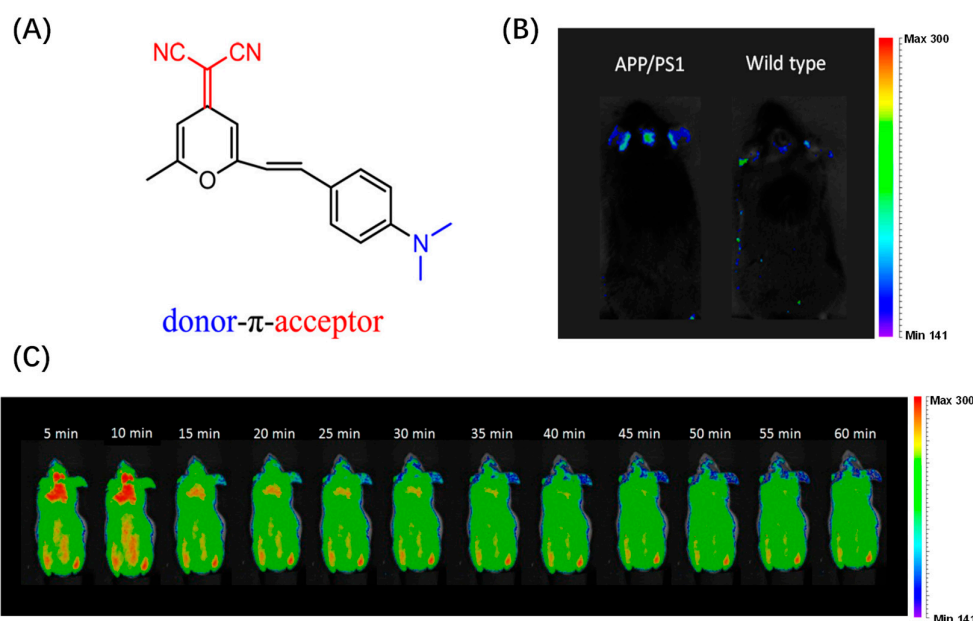 (A)
NC CN
O
N
donor-π-acceptor
(B)
APP/PS1 Wild type
Max 300
Min 141
(C)
5 min 10 min 15 min 20 min 25 min 30 min 35 min 40 min 45 min 50 min 55 min 60 min
Max 300
Min 141